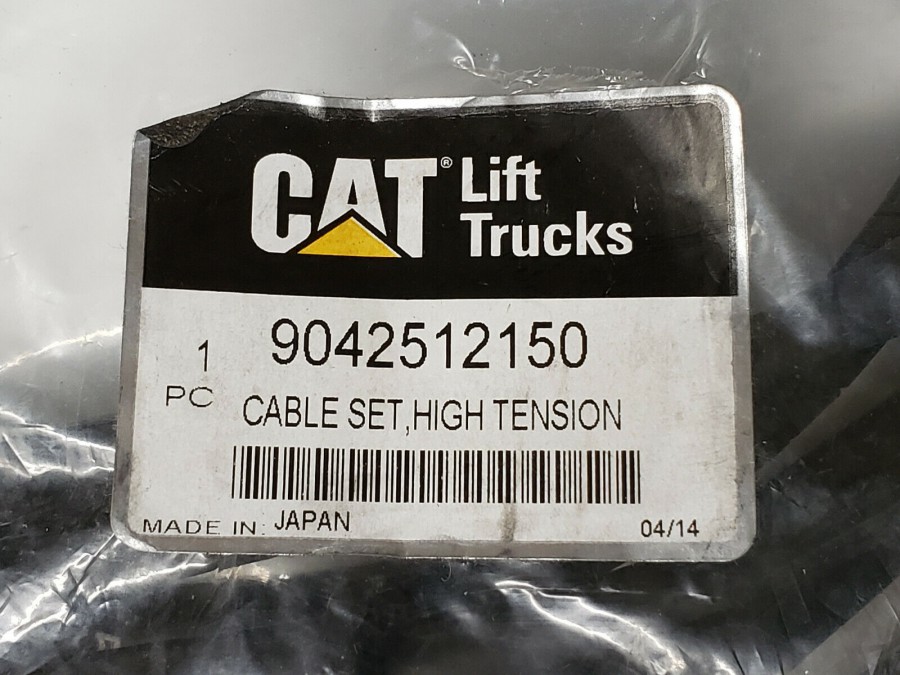 CAT® Lift
Trucks
9042512150
1
PC
CABLE SET,HIGH TENSION
MADE IN: JAPAN
04/14